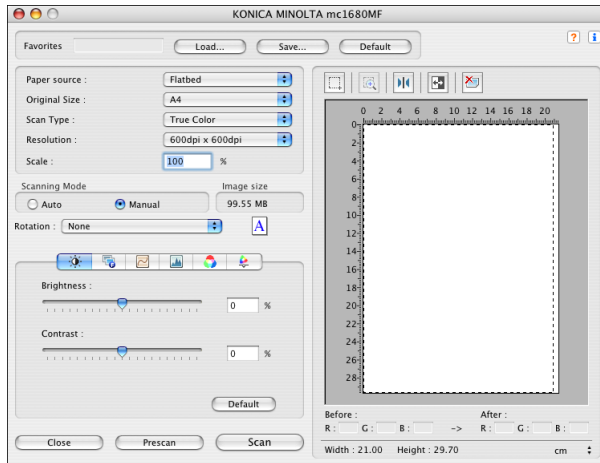 KONICA MINOLTA mc1680MF
Favorites Load... Save... Default ? i
Paper source : Flatbed
Original Size : A4
Scan Type : True Color
Resolution : 600dpi x 600dpi
Scale : 100 %
Scanning Mode Image size
Auto Manual 99.55 MB
Rotation : None A
Brightness :
0 %
Contrast :
0 %
Default
Close Prescan Scan
0 2 4 6 8 10 12 14 16 18 20
0
2
4
6
8
10
12
14
16
18
20
22
24
26
28
Before : After :
R : G : B : -> R : G : B :
Width : 21.00 Height : 29.70 cm